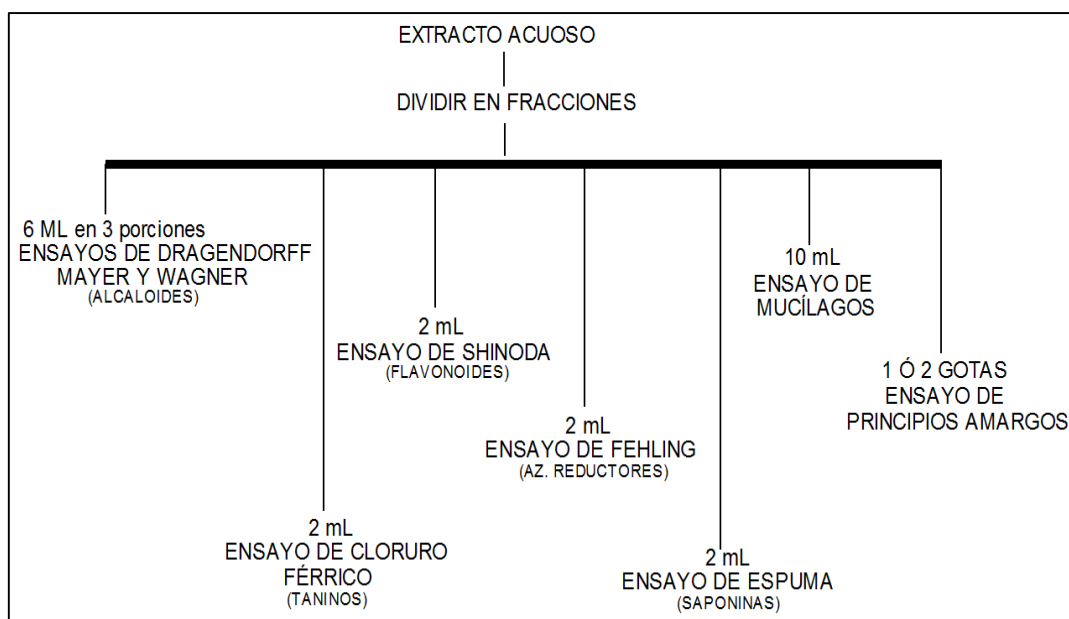 EXTRACTO ACUOSO
DIVIDIR EN FRACCIONES
6 ML en 3 porciones
ENSAYOS DE DRAGENDORFF
MAYER Y WAGNER
(ALCALOIDES)
2 mL
ENSAYO DE CLORURO
FÉRRICO
(TANINOS)
2 mL
ENSAYO DE SHINODA
(FLAVONOIDES)
2 mL
ENSAYO DE FEHLING
(AZ. REDUCTORES)
2 mL
ENSAYO DE ESPUMA
(SAPONINAS)
10 mL
ENSAYO DE
MUCÍLAGOS
1 Ó 2 GOTAS
ENSAYO DE
PRINCIPIOS AMARGOS